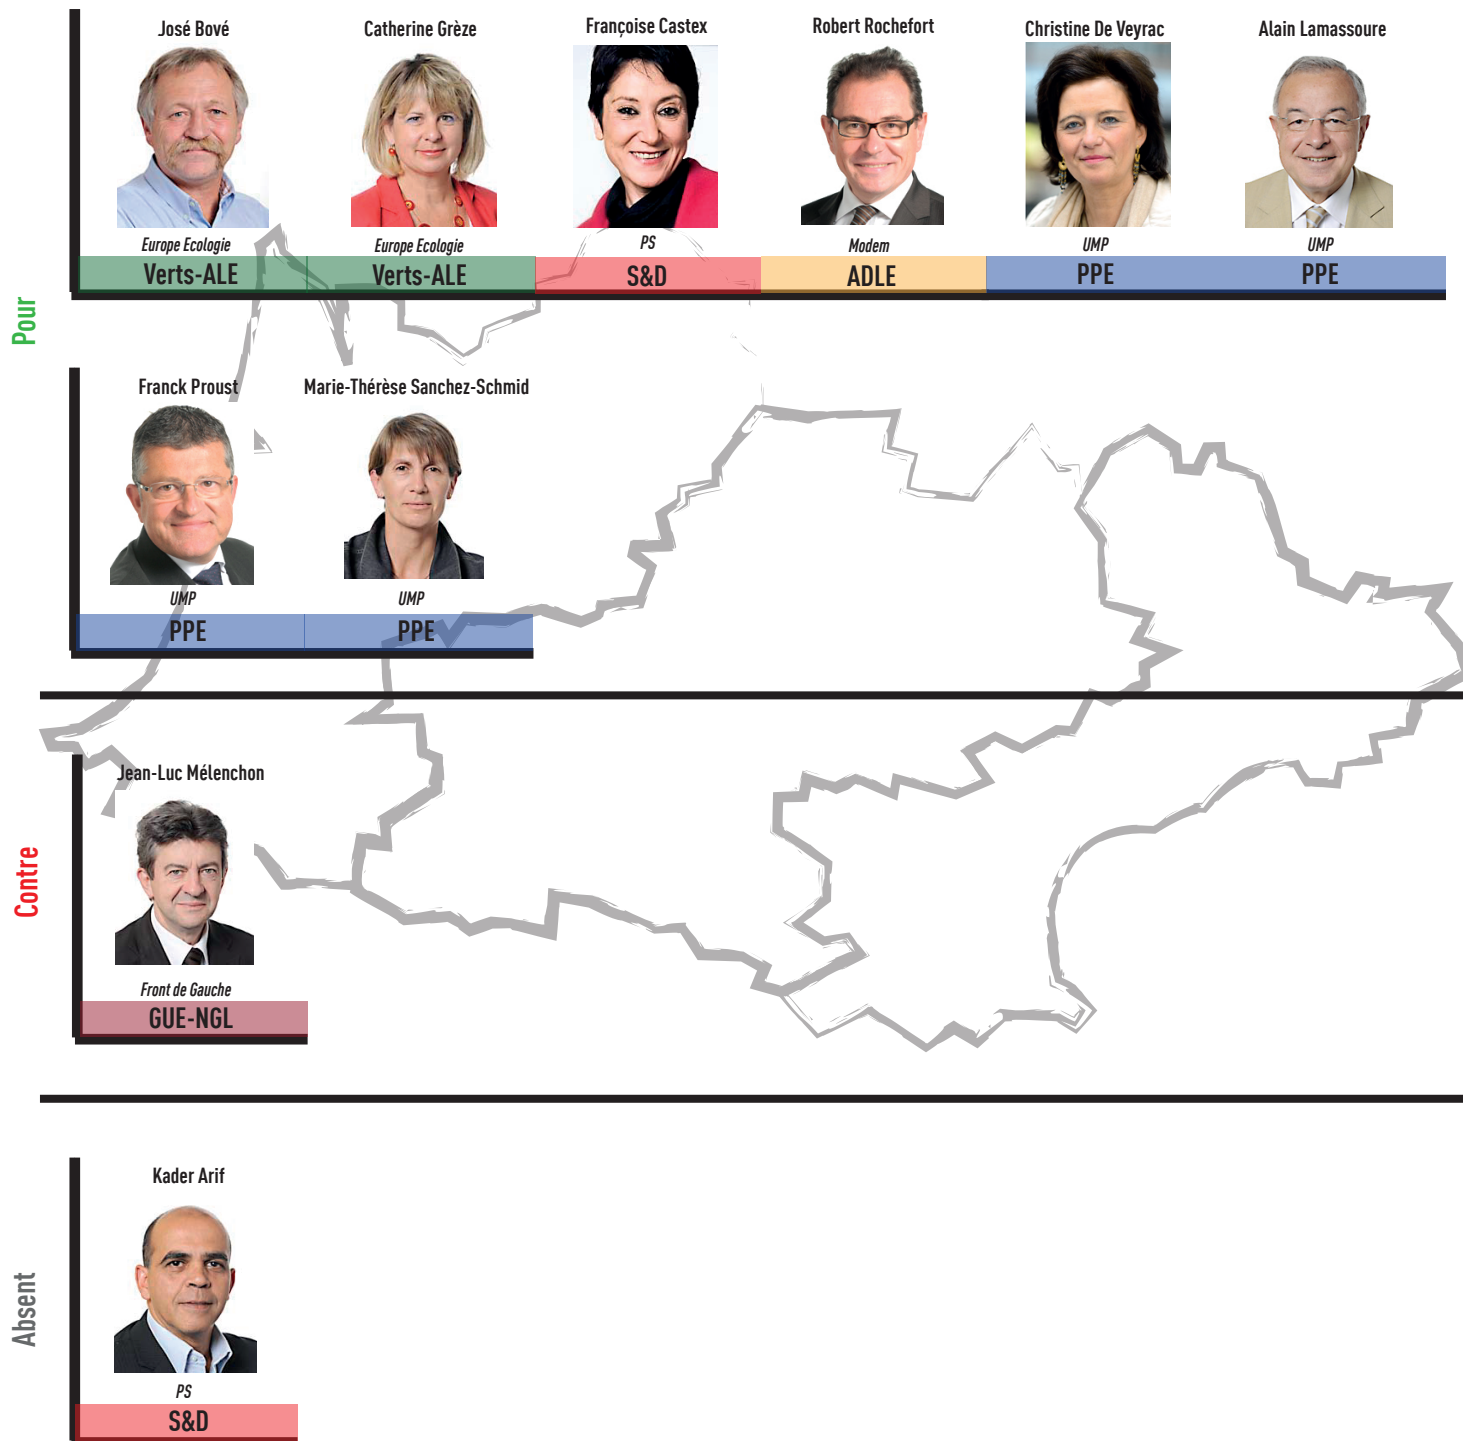 José Bové
Catherine Grèze
Françoise Castex
Robert Rochefort
Christine De Veyrac
Alain Lamassoure
Europe Ecologie
Europe Ecologie
PS
Modem
UMP
UMP
Verts-ALE
Verts-ALE
S&D
ADLE
PPE
PPE
Pour
Franck Proust
Marie-Thérèse Sanchez-Schmid
UMP
UMP
PPE
PPE
Jean-Luc Mélenchon
Contre
Front de Gauche
GUE-NGL
Kader Arif
Absent
PS
S&D